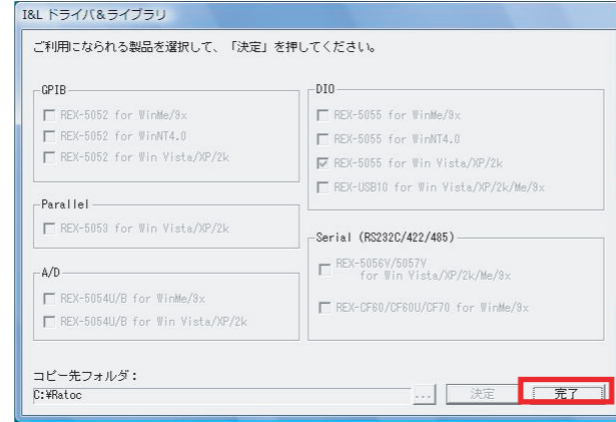 I&L ドライバ&ライブラリ
ご利用になられる製品を選択して、「決定」を押してください。
GPIB
REX-5052 for WinMe/9x
REX-5052 for WinNT4.0
REX-5052 for Win Vista/XP/2k
Parallel
REX-5053 for Win Vista/XP/2k
A/D
REX-5054U/B for WinMe/9x
REX-5054U/B for Win Vista/XP/2k
DIO
REX-5055 for WinMe/9x
REX-5055 for WinNT4.0
REX-5055 for Win Vista/XP/2k
REX-USB10 for Win Vista/XP/2k/Me/9x
Serial (RS232C/422/485)
REX-5056V/5057V
for Win Vista/XP/2k/Me/9x
REX-CF60/CF60U/CF70 for WinMe/9x
コピー先フォルダ:
C:¥Ratoc
...
決定
完了